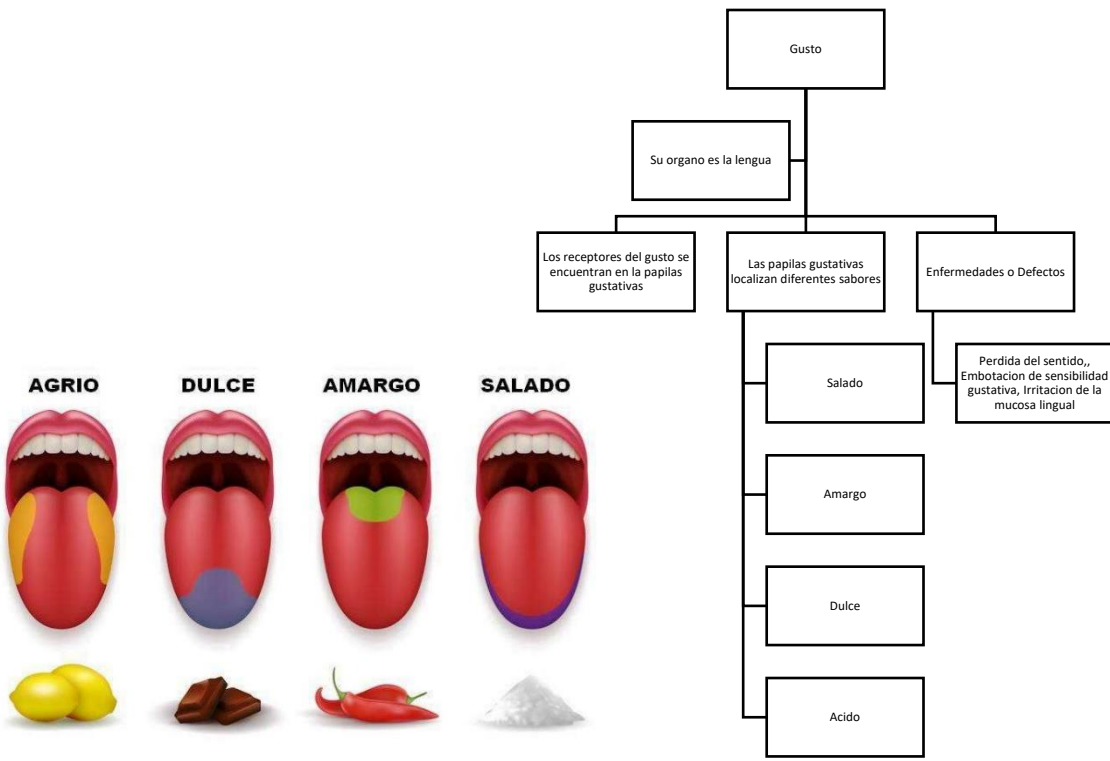 Gusto
Su organo es la lengua
Los receptores del gusto se
encuentran en la papilas
gustativas
Las papilas gustativas
localizan diferentes sabores
Enfermedades o Defectos
Salado
Perdida del sentido,,
Embotacion de sensibilidad
gustativa, Irritacion de la
mucosa lingual
Amargo
Dulce
Acido
AGRIO
DULCE
AMARGO
SALADO